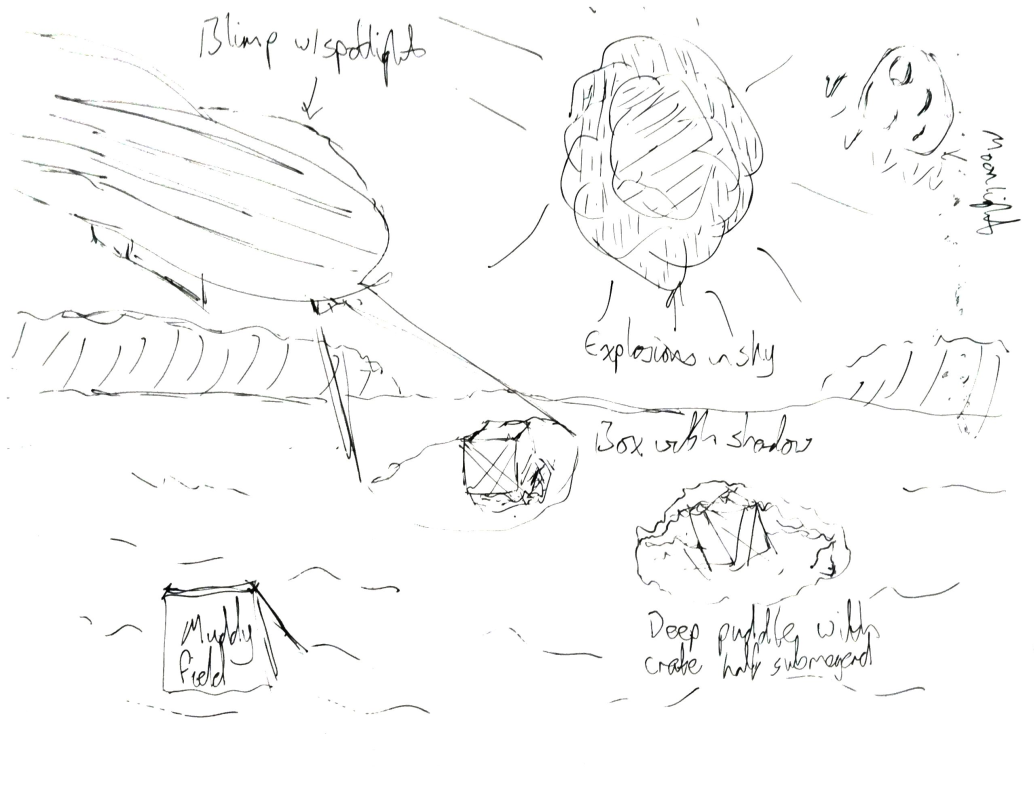 Blimp w/spotlight
Moonlight
Explosions in sky
Box with shadow
Muddy
field
Deep puddle, with
crate half submerged